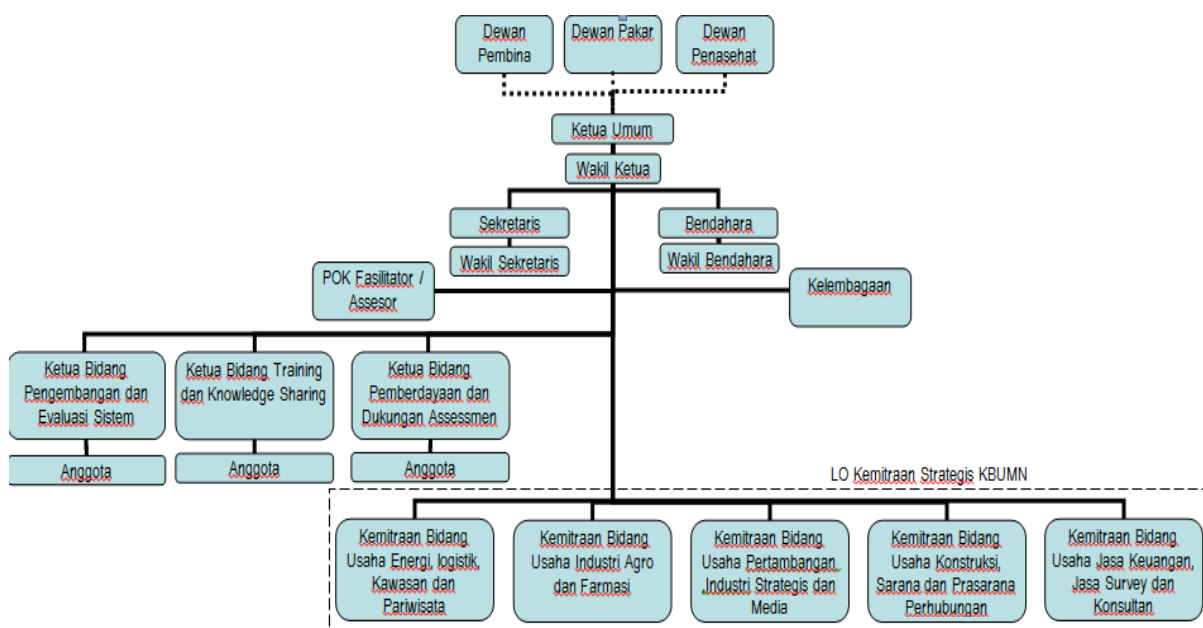 Dewan
Pembina
Dewan Pakar
Dewan
Penasehat
Ketua Umum
Wakil Ketua
Sekretaris
Bendahara
Wakil Sekretaris
Wakil Bendahara
POK Fasilitator /
Assesor
Kelembagaan
Ketua Bidang
Pengembangan dan
Evaluasi Sistem
Ketua Bidang Training
dan Knowledge Sharing
Ketua Bidang
Pemberdayaan dan
Dukungan Assessmen
Anggota
Anggota
Anggota
LO Kemitraan Strategis KBUMN
Kemitraan Bidang
Usaha Energi, logistik,
Kawasan dan
Pariwisata
Kemitraan Bidang
Usaha Industri Agro
dan Farmasi
Kemitraan Bidang
Usaha Pertambangan,
Industri Strategis dan
Media
Kemitraan Bidang
Usaha Konstruksi,
Sarana dan Prasarana
Perhubungan
Kemitraan Bidang
Usaha Jasa Keuangan,
Jasa Survey dan
Konsultan